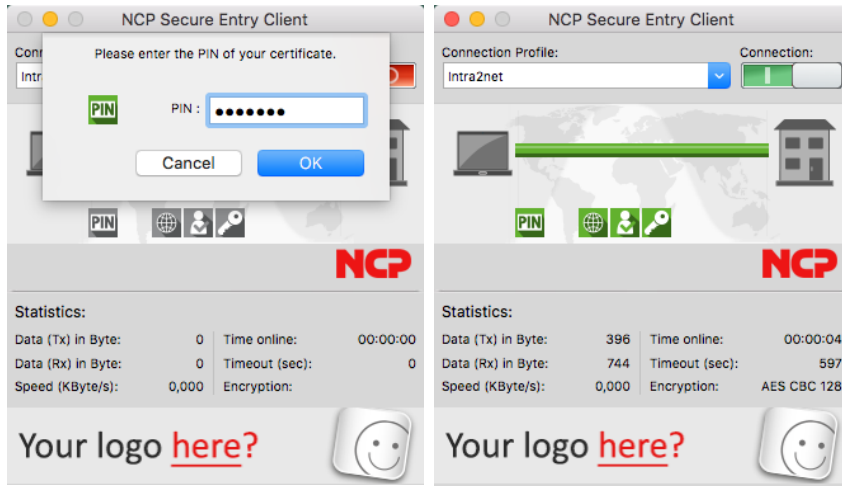 NCP Secure Entry Client
Conn
Please enter the PIN of your certificate.
Intr
PIN
PIN :
•••••••
Cancel
OK
PIN
NCP
Statistics:
Data (Tx) in Byte: 0 Time online: 00:00:00
Data (Rx) in Byte: 0 Timeout (sec): 0
Speed (KByte/s): 0,000 Encryption:
Your logo here?
NCP Secure Entry Client
Connection Profile: Connection:
Intra2net
PIN
NCP
Statistics:
Data (Tx) in Byte: 396 Time online: 00:00:04
Data (Rx) in Byte: 744 Timeout (sec): 597
Speed (KByte/s): 0,000 Encryption: AES CBC 128
Your logo here?